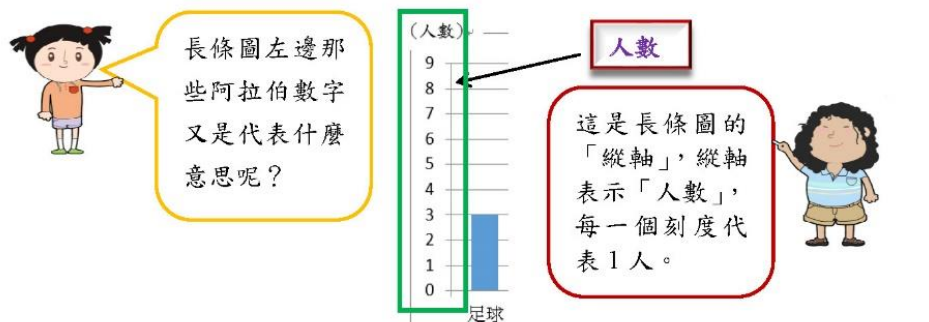 長條圖左邊那
些阿拉伯數字
又是代表什麼
意思呢？
（人數）
9
8
7
6
5
4
3
2
1
0
足球
人數
這是長條圖的
「縱軸」，縱軸
表示「人數」，
每一個刻度代
表1人。